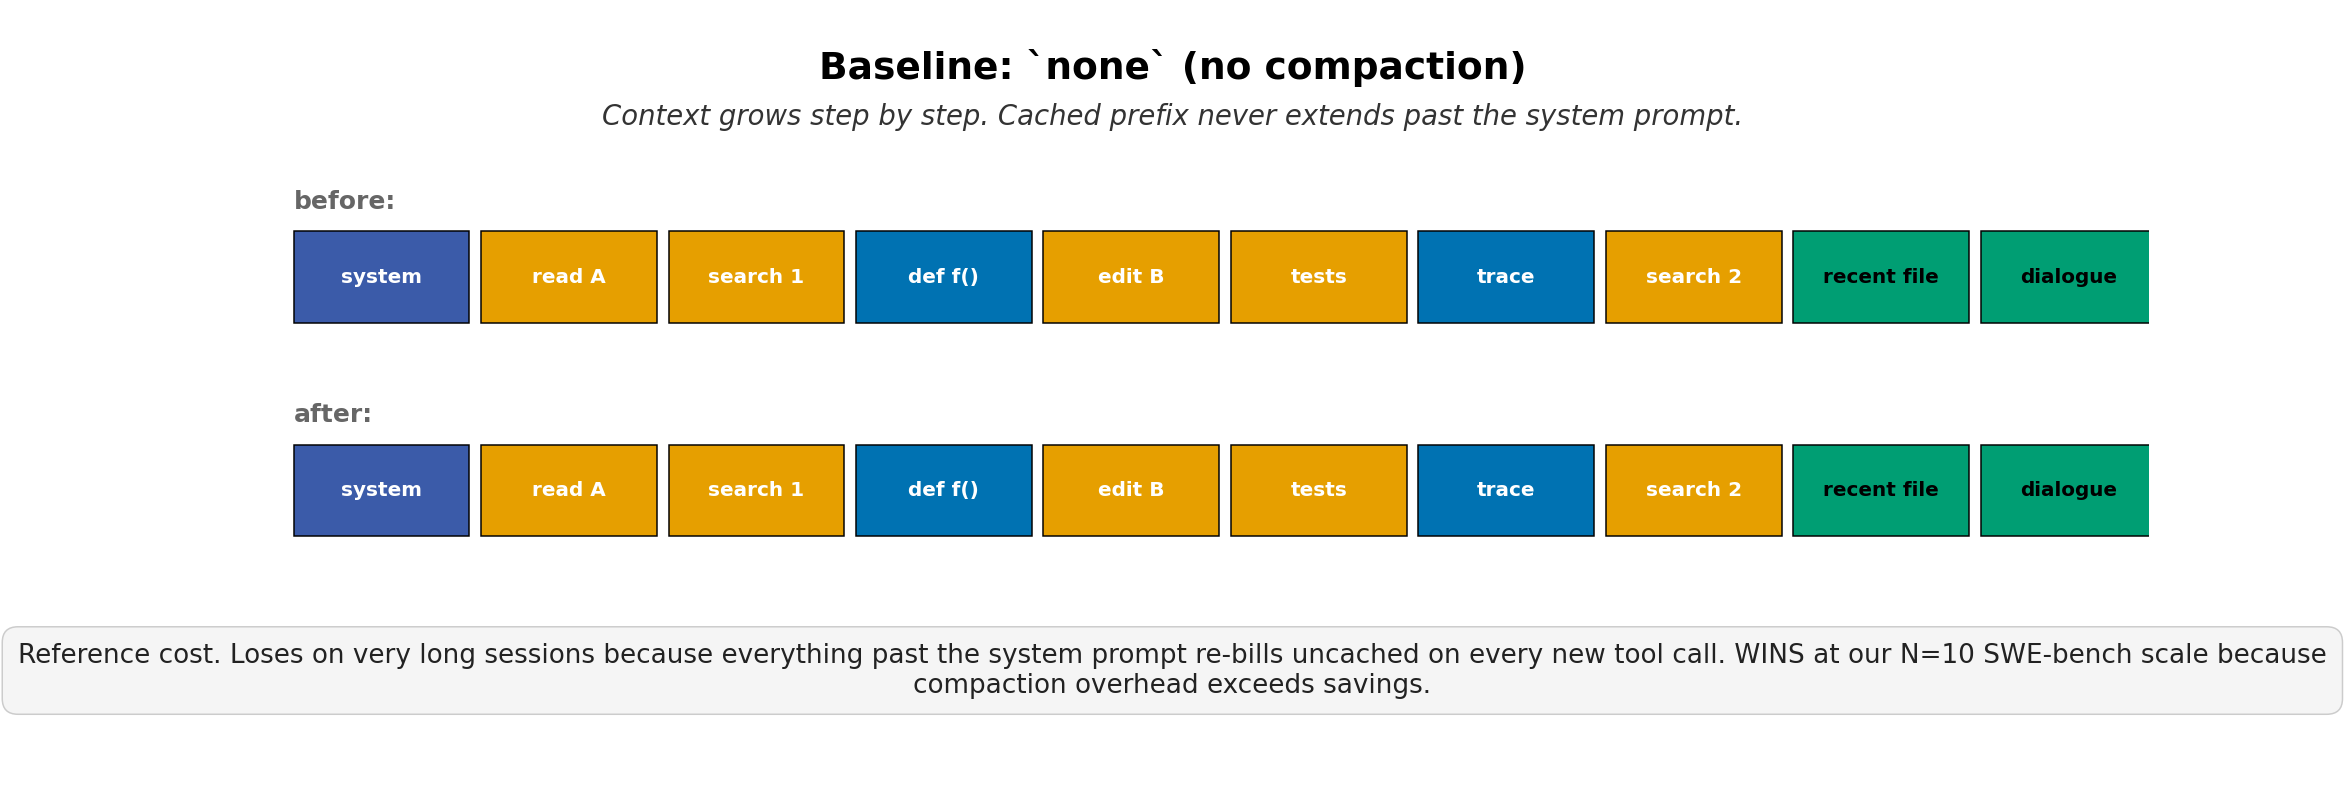 Baseline: `none` (no compaction)
Context grows step by step. Cached prefix never extends past the system prompt.
before:
system read A search 1 def f() edit B tests trace search 2 recent file dialogue
after:
system read A search 1 def f() edit B tests trace search 2 recent file dialogue
Reference cost. Loses on very long sessions because everything past the system prompt re-bills uncached on every new tool call. WINS at our N=10 SWE-bench scale because
compaction overhead exceeds savings.